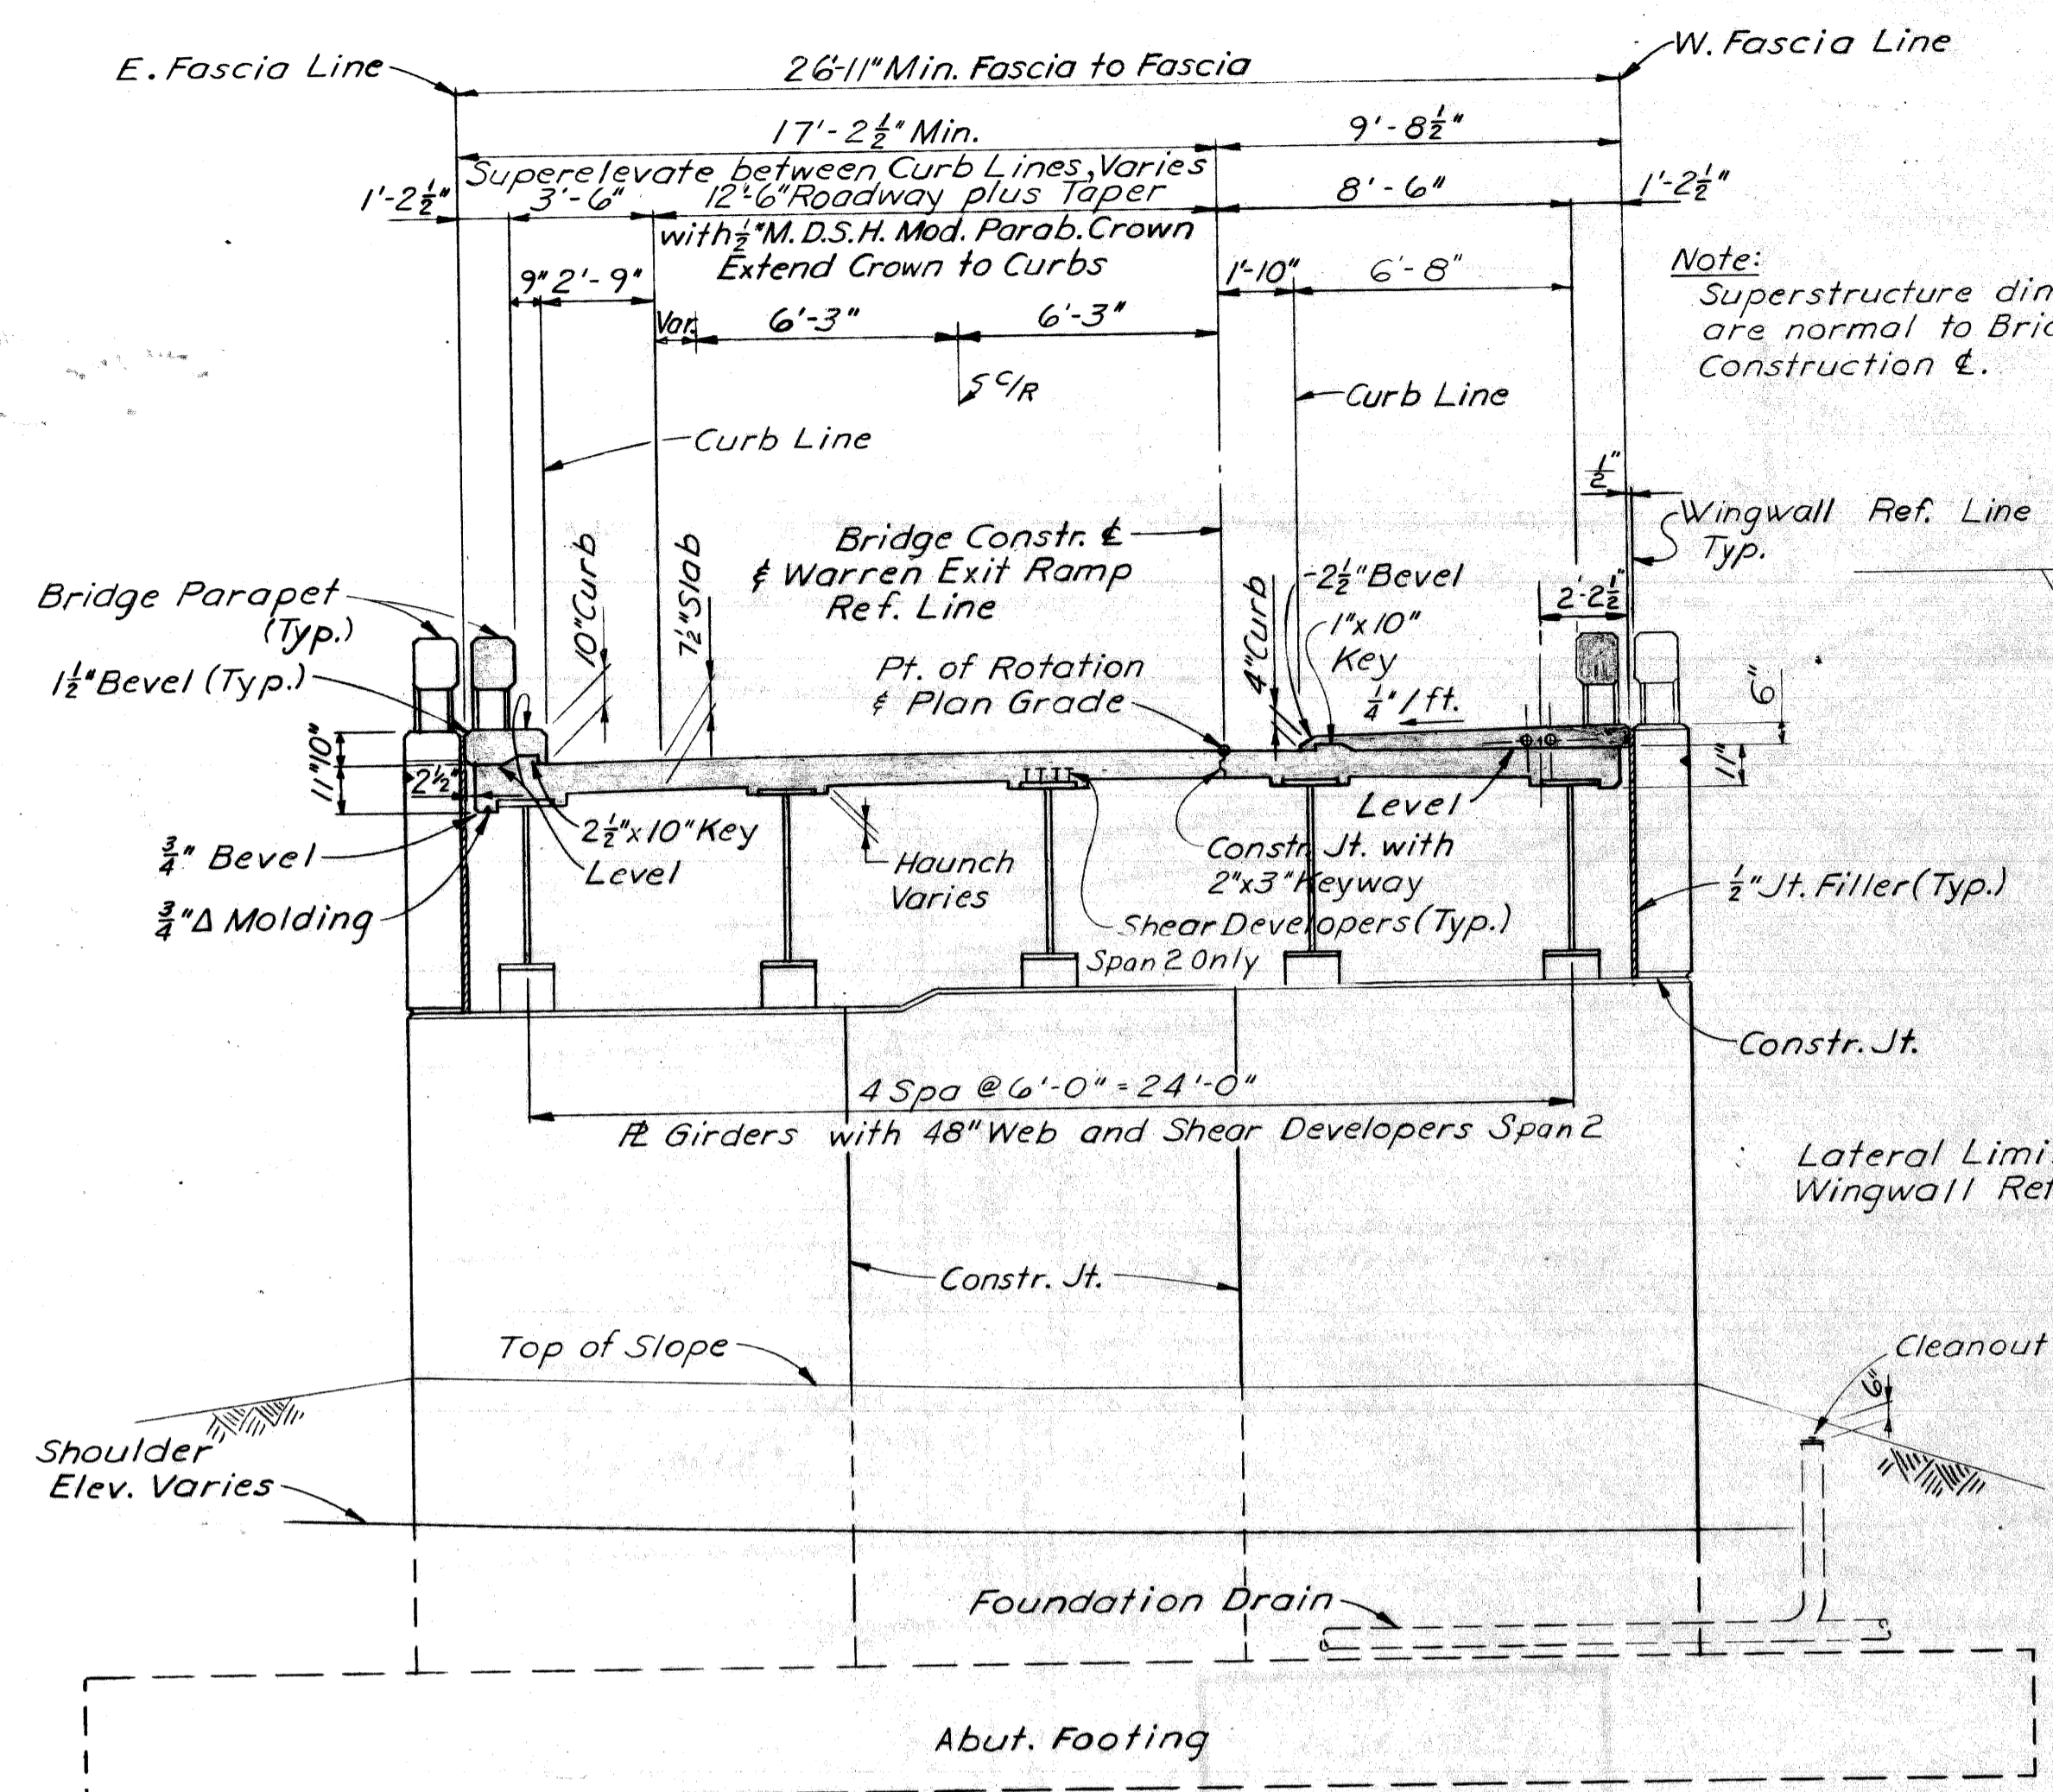 E. Fascia Line
26'-11" Min. Fascia to Fascia
W. Fascia Line
17'-2½" Min.
9'-8½"
Superelevate between Curb Lines, Varies
1'-2½"
3'-6"
12'-6" Roadway plus Taper
8'-6"
1'-2½"
with ½" M.D.S.H. Mod. Parab. Crown
Extend Crown to Curbs
9"
2'-9"
1'-10"
6'-8"
Var.
6'-3"
6'-3"
Note:
Superstructure
are normal to
Construction ℄.
S C/R
Curb Line
Curb Line
½"
Wingwall Ref. Line
Typ.
Bridge Constr. ℄
& Warren Exit Ramp
Ref. Line
10" Curb
7½" Slab
4" Curb
2½" Bevel
1"x10"
Key
¼"/ft.
2'-2½"
Bridge Parapet
(Typ.)
1½" Bevel (Typ.)
Pt. of Rotation
& Plan Grade
6"
10"
11"
2½"
11"
¾" Bevel
¾" Δ Molding
2½"x10" Key
Level
Haunch
Varies
Level
Constr. Jt. with
2"x3" Keyway
Shear Developers (Typ.)
Span 2 Only
½" Jt. Filler (Typ.)
Constr. Jt.
4 Spa @ 6'-0" = 24'-0"
PL Girders with 48" Web and Shear Developers Span 2
Lateral
Wingwall
Constr. Jt.
Top of Slope
Cleanout
6"
Shoulder
Elev. Varies
Foundation Drain
Abut. Footing